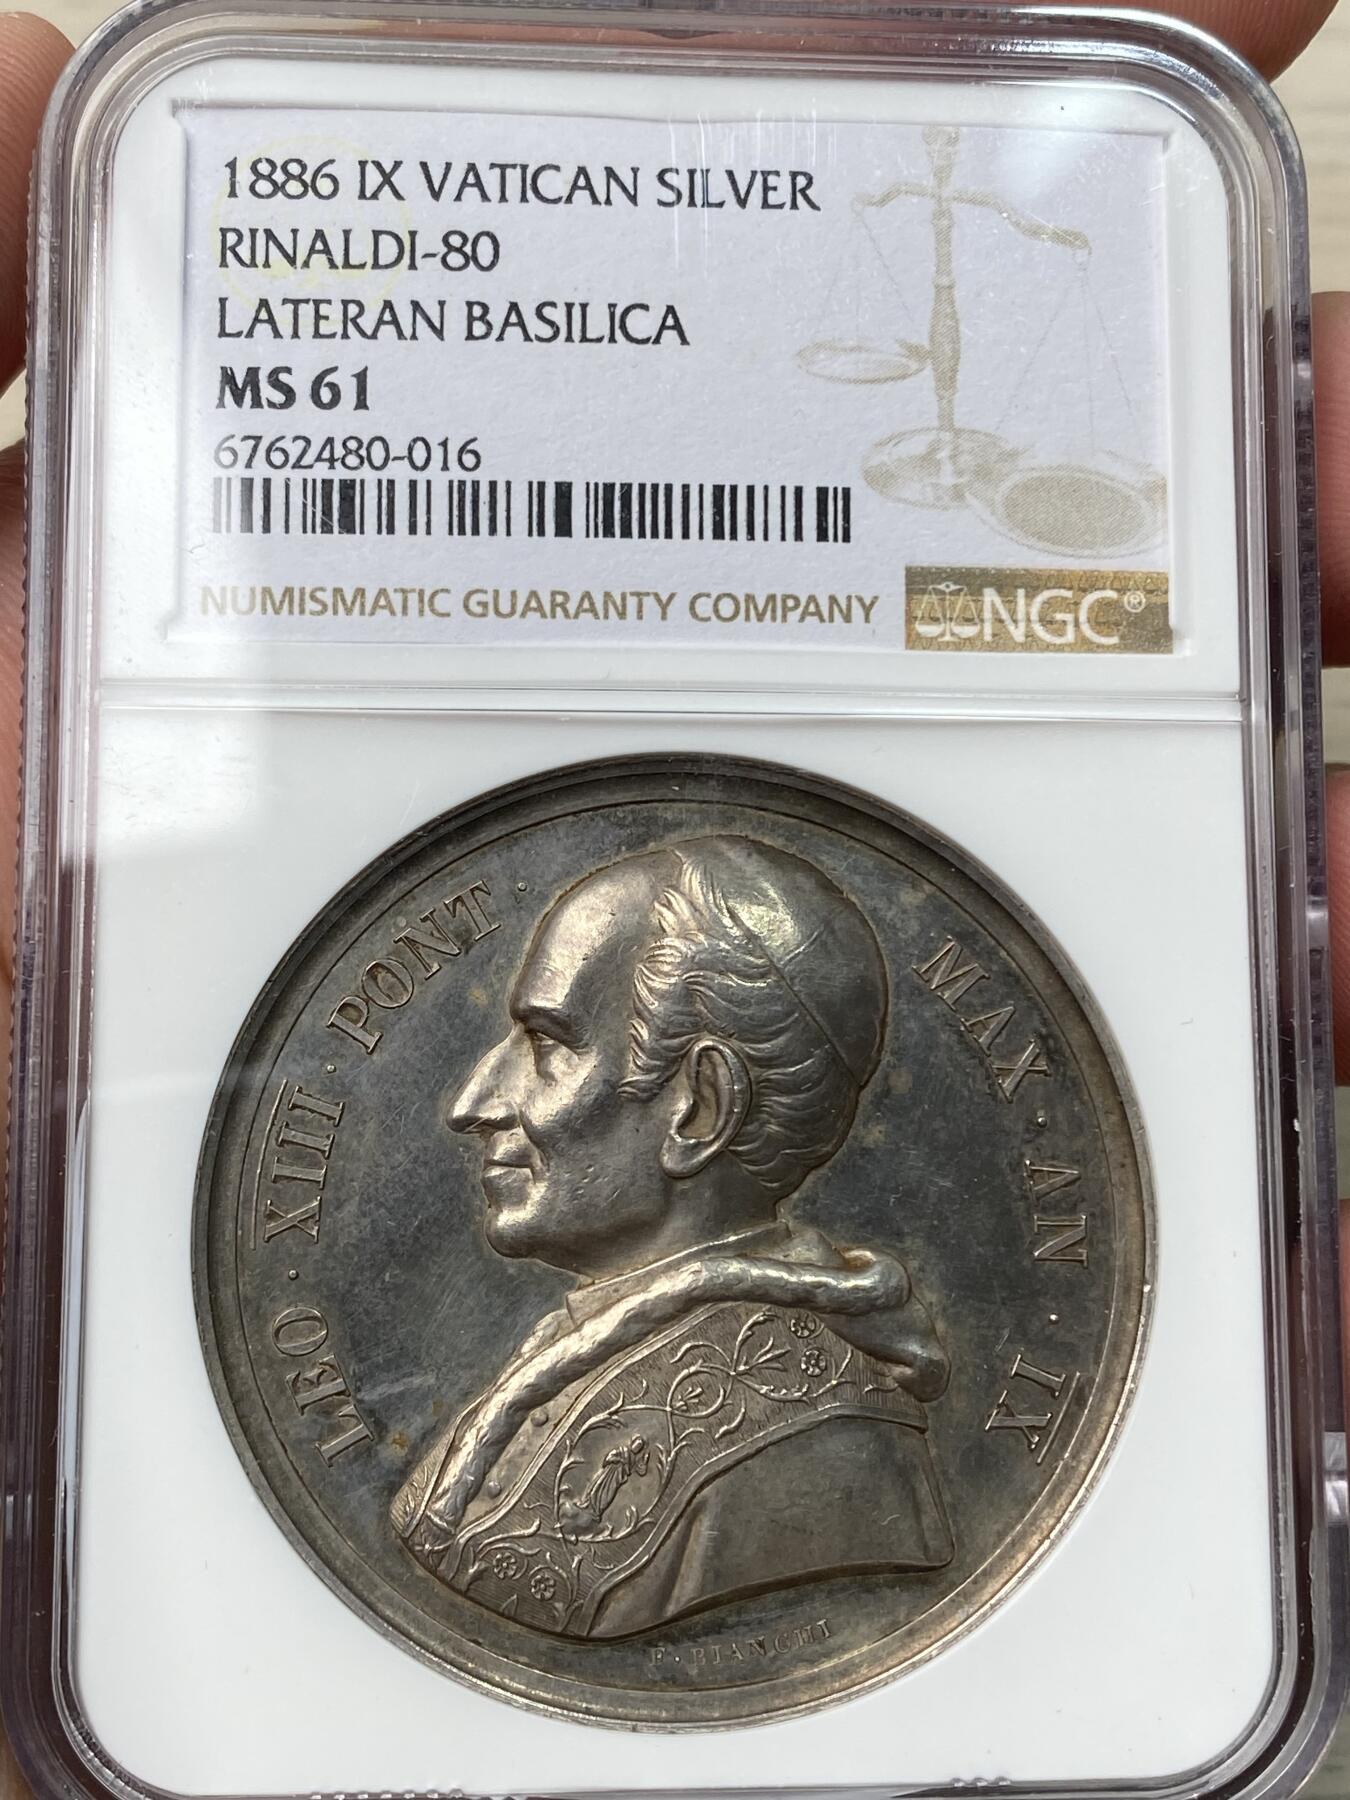 1886 IX VATICAN SILVER
RINALDI-80
LATERAN BASILICA
MS 61
6762480-016
NUMISMATIC GUARANTY COMPANY
NGC®
LEO · XIII · PONT · MAX · AN · IX
F. BIANCHI